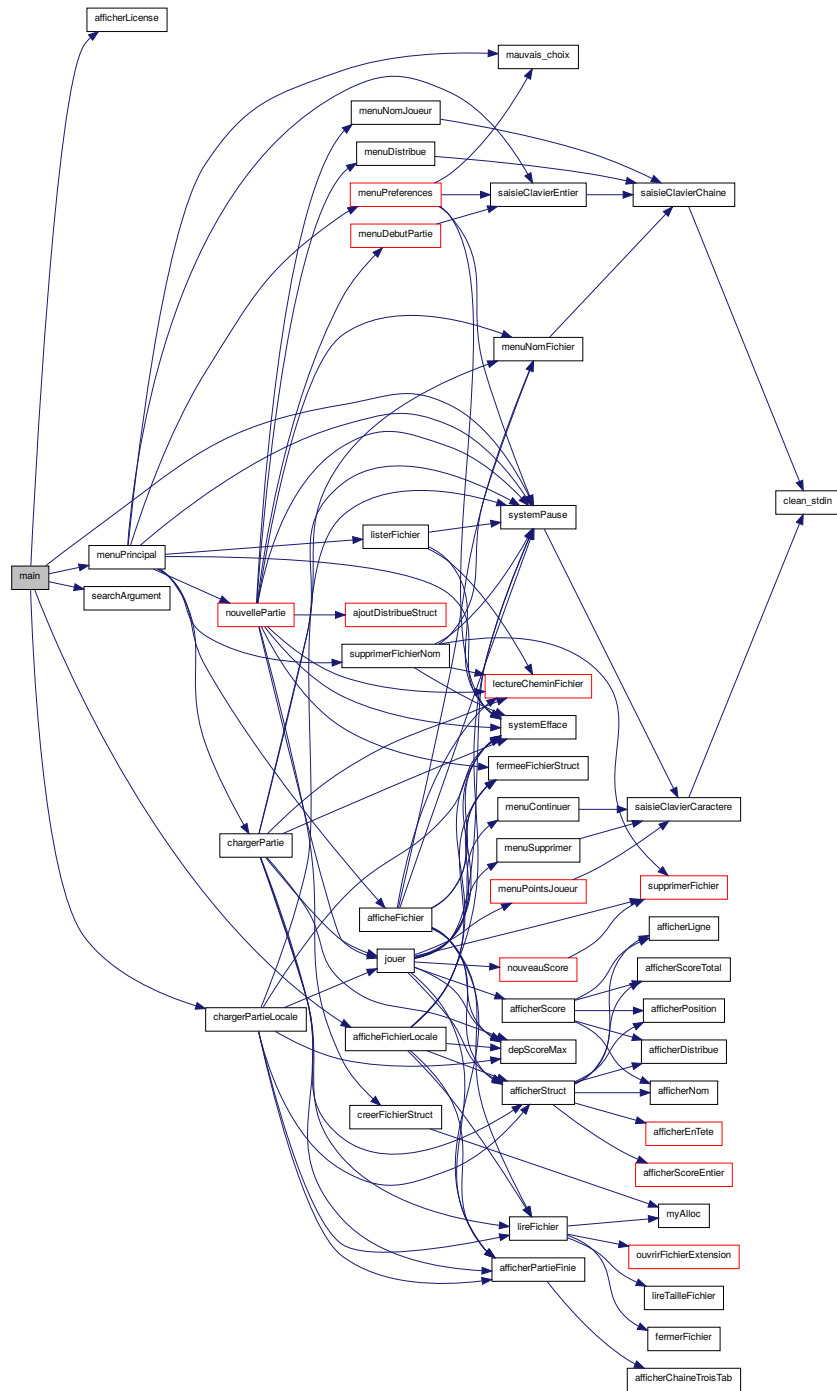 afficherLicense
mauvais_choix
menuNomJoueur
menuDistribue
menuPreferences
saisieClavierEntier
saisieClavierChaine
menuDebutPartie
menuNomFichier
clean_stdin
systemPause
listerFichier
menuPrincipal
main
searchArgument
nouvellePartie
ajoutDistribueStruct
supprimerFichierNom
lectureCheminFichier
systemEfface
fermeeFichierStruct
menuContinuer
saisieClavierCaractere
chargerPartie
menuSupprimer
menuPointsJoueur
supprimerFichier
afficheFichier
afficherLigne
jouer
nouveauScore
afficherScoreTotal
chargerPartieLocale
afficherScore
afficherPosition
afficheFichierLocale
depScoreMax
afficherDistribue
afficherStruct
afficherNom
creerFichierStruct
afficherEnTete
afficherScoreEntier
myAlloc
lireFichier
ouvrirFichierExtension
afficherPartieFinie
lireTailleFichier
fermerFichier
afficherChaineTroisTab